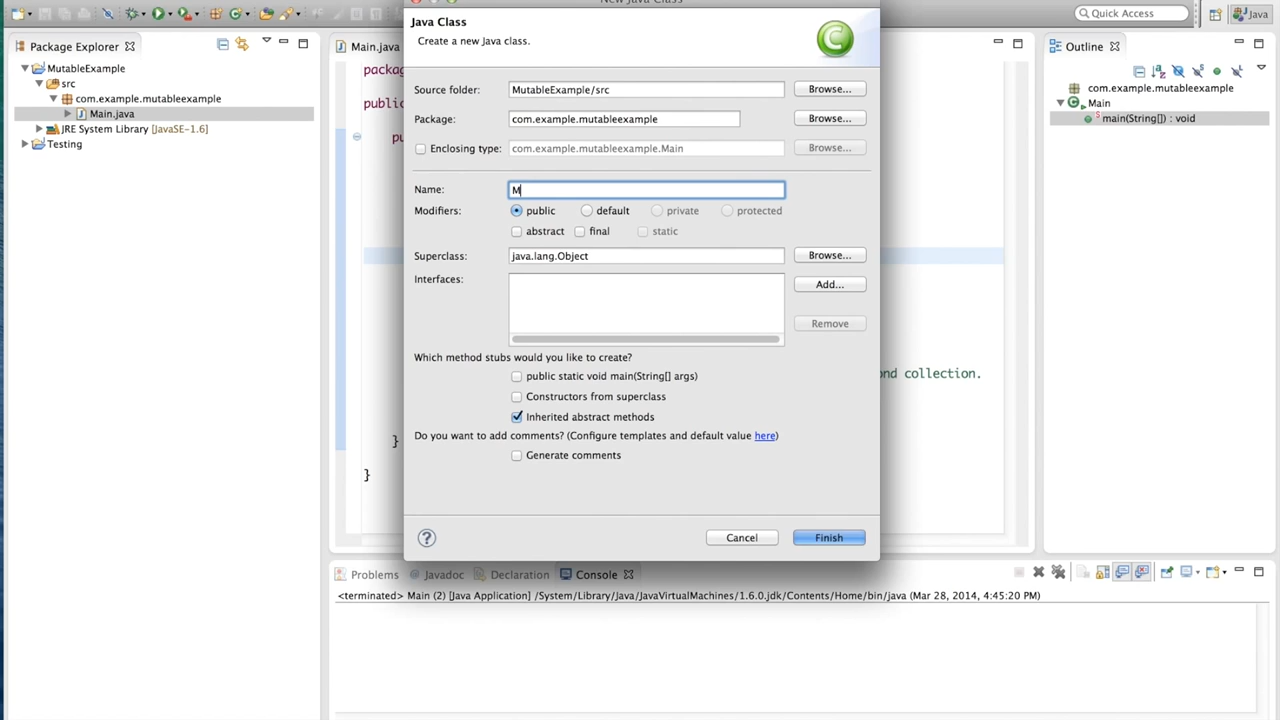 New Java Class
Java Class
Create a new Java class.
Quick Access
Java
Package Explorer
MutableExample
src
com.example.mutableexample
Main.java
JRE System Library [JavaSE-1.6]
Testing
Main.java
packag
public
pu
nd collection.
}
}
Source folder: MutableExample/src Browse...
Package: com.example.mutableexample Browse...
Enclosing type: com.example.mutableexample.Main Browse...
Name: M
Modifiers: public default private protected
abstract final static
Superclass: java.lang.Object Browse...
Interfaces: Add...
Remove
Which method stubs would you like to create?
public static void main(String[] args)
Constructors from superclass
Inherited abstract methods
Do you want to add comments? (Configure templates and default value here)
Generate comments
? Cancel Finish
Outline
com.example.mutableexample
Main
main(String[]) : void
Problems Javadoc Declaration Console
<terminated> Main (2) [Java Application] /System/Library/Java/JavaVirtualMachines/1.6.0.jdk/Contents/Home/bin/java (Mar 28, 2014, 4:45:20 PM)